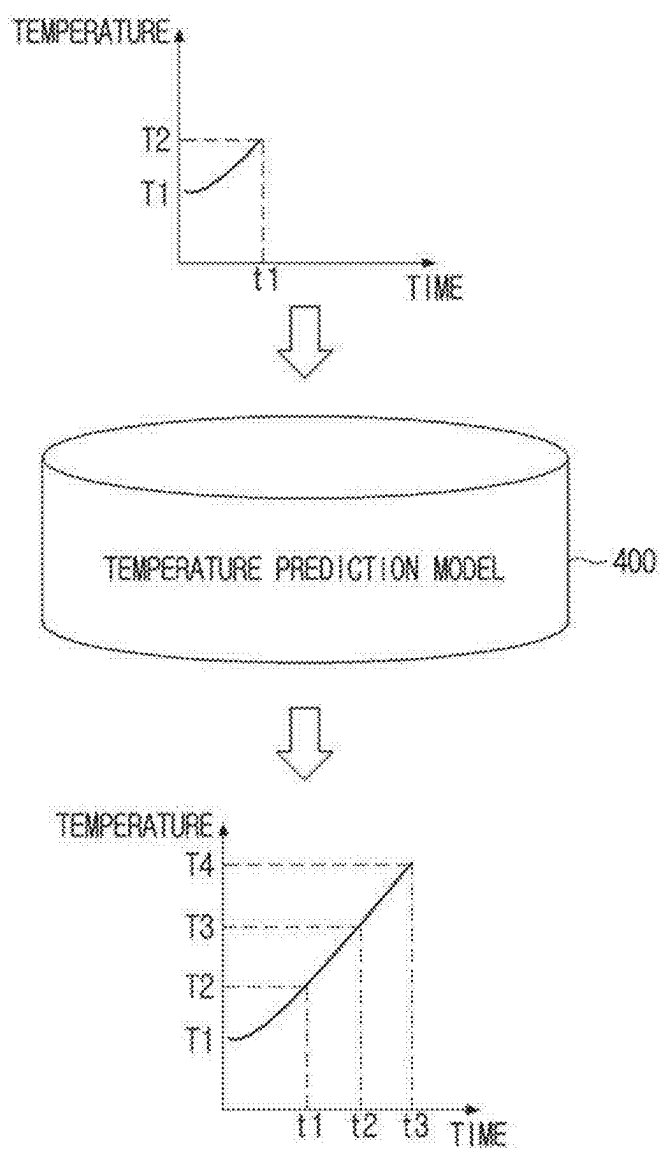 TEMPERATURE
T2
T1
t1
TIME
TEMPERATURE PREDICTION MODEL
400
TEMPERATURE
T4
T3
T2
T1
t1 t2 t3
TIME